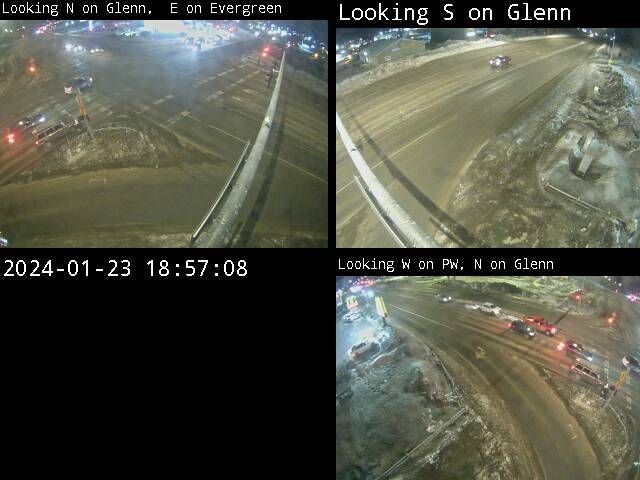 Looking N on Glenn,  E on Evergreen
Looking S on Glenn
2024-01-23 18:57:08
Looking W on PW, N on Glenn